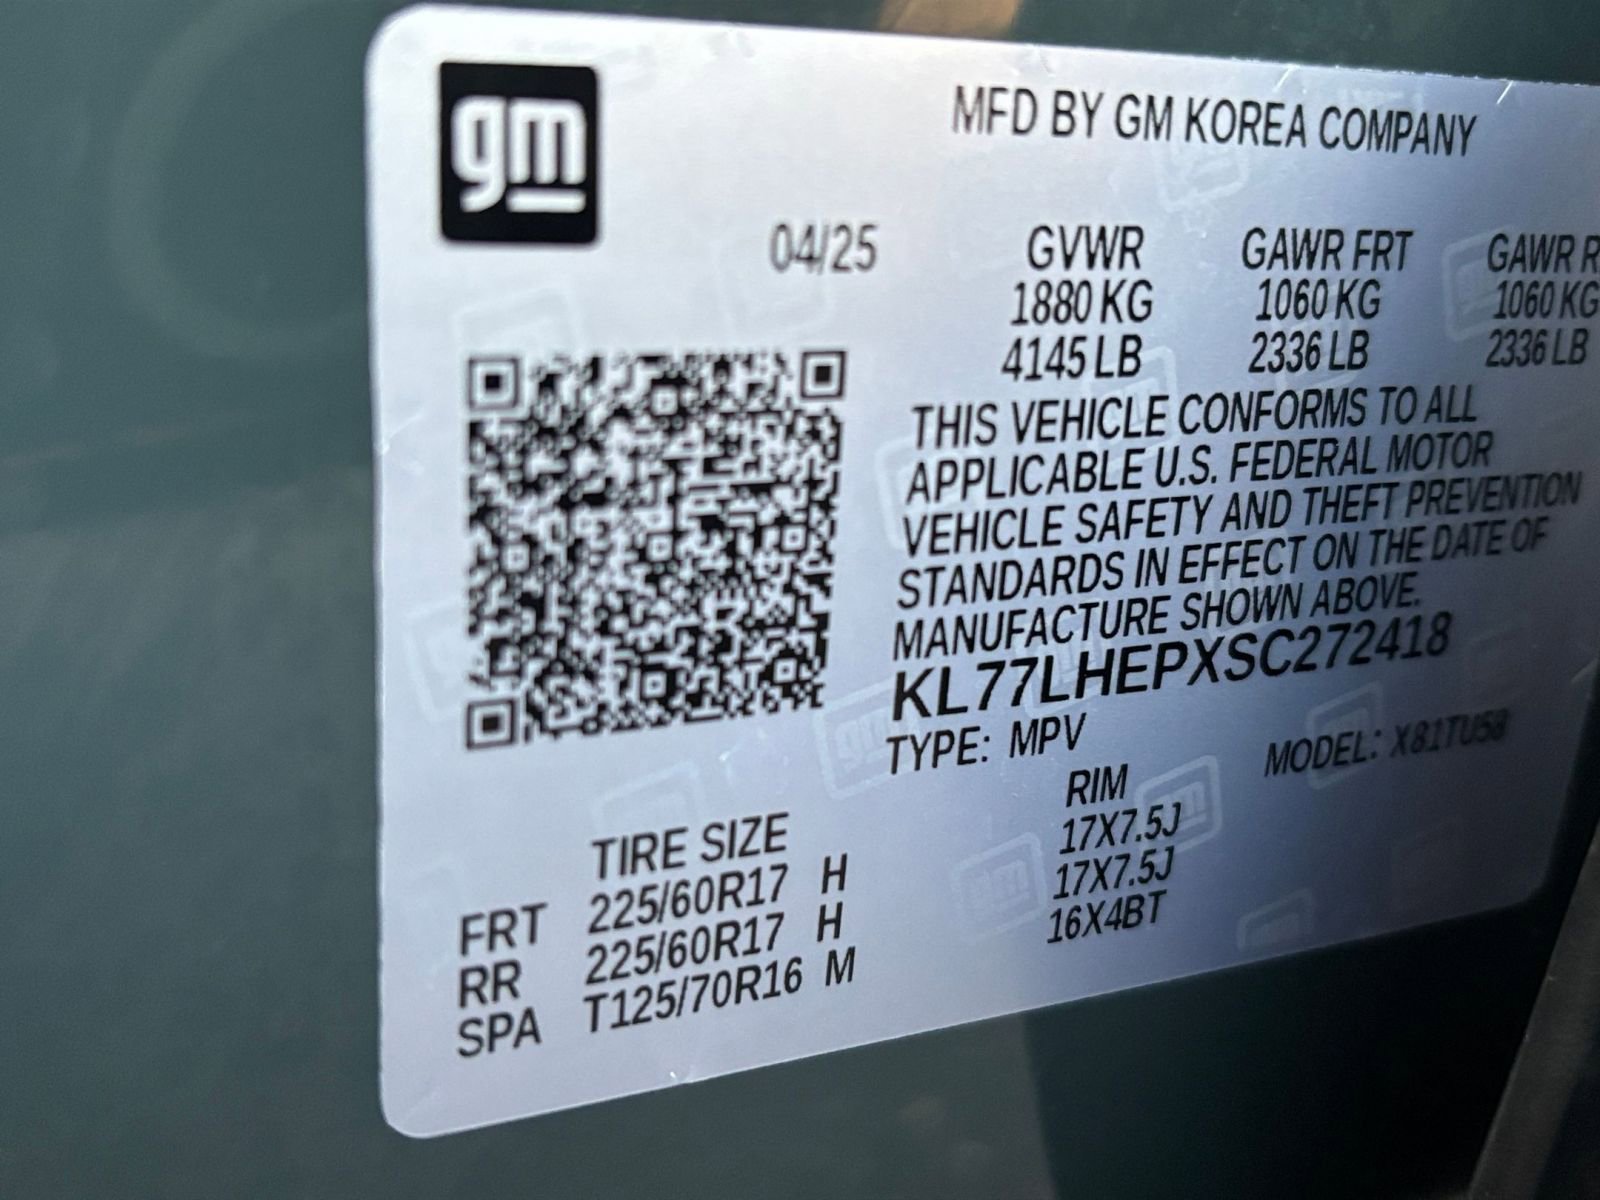 gm
MFD BY GM KOREA COMPANY
04/25 GVWR GAWR FRT GAWR
1880 KG 1060 KG 1060 KG
4145 LB 2336 LB 2336 LB
THIS VEHICLE CONFORMS TO ALL
APPLICABLE U.S. FEDERAL MOTOR
VEHICLE SAFETY AND THEFT PREVENTION
STANDARDS IN EFFECT ON THE DATE OF
MANUFACTURE SHOWN ABOVE.
KL77LHEPXSC272418
TYPE: MPV MODEL: X81TU58
TIRE SIZE RIM
FRT 225/60R17 H 17X7.5J
RR 225/60R17 H 17X7.5J
SPA T125/70R16 M 16X4BT